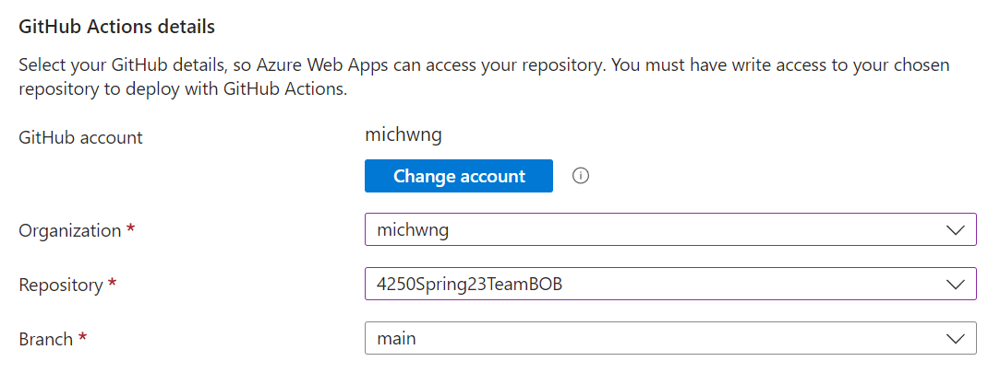 GitHub Actions details
Select your GitHub details, so Azure Web Apps can access your repository. You must have write access to your chosen
repository to deploy with GitHub Actions.
GitHub account
michwng
Change account
Organization *
michwng
Repository *
4250Spring23TeamBOB
Branch *
main